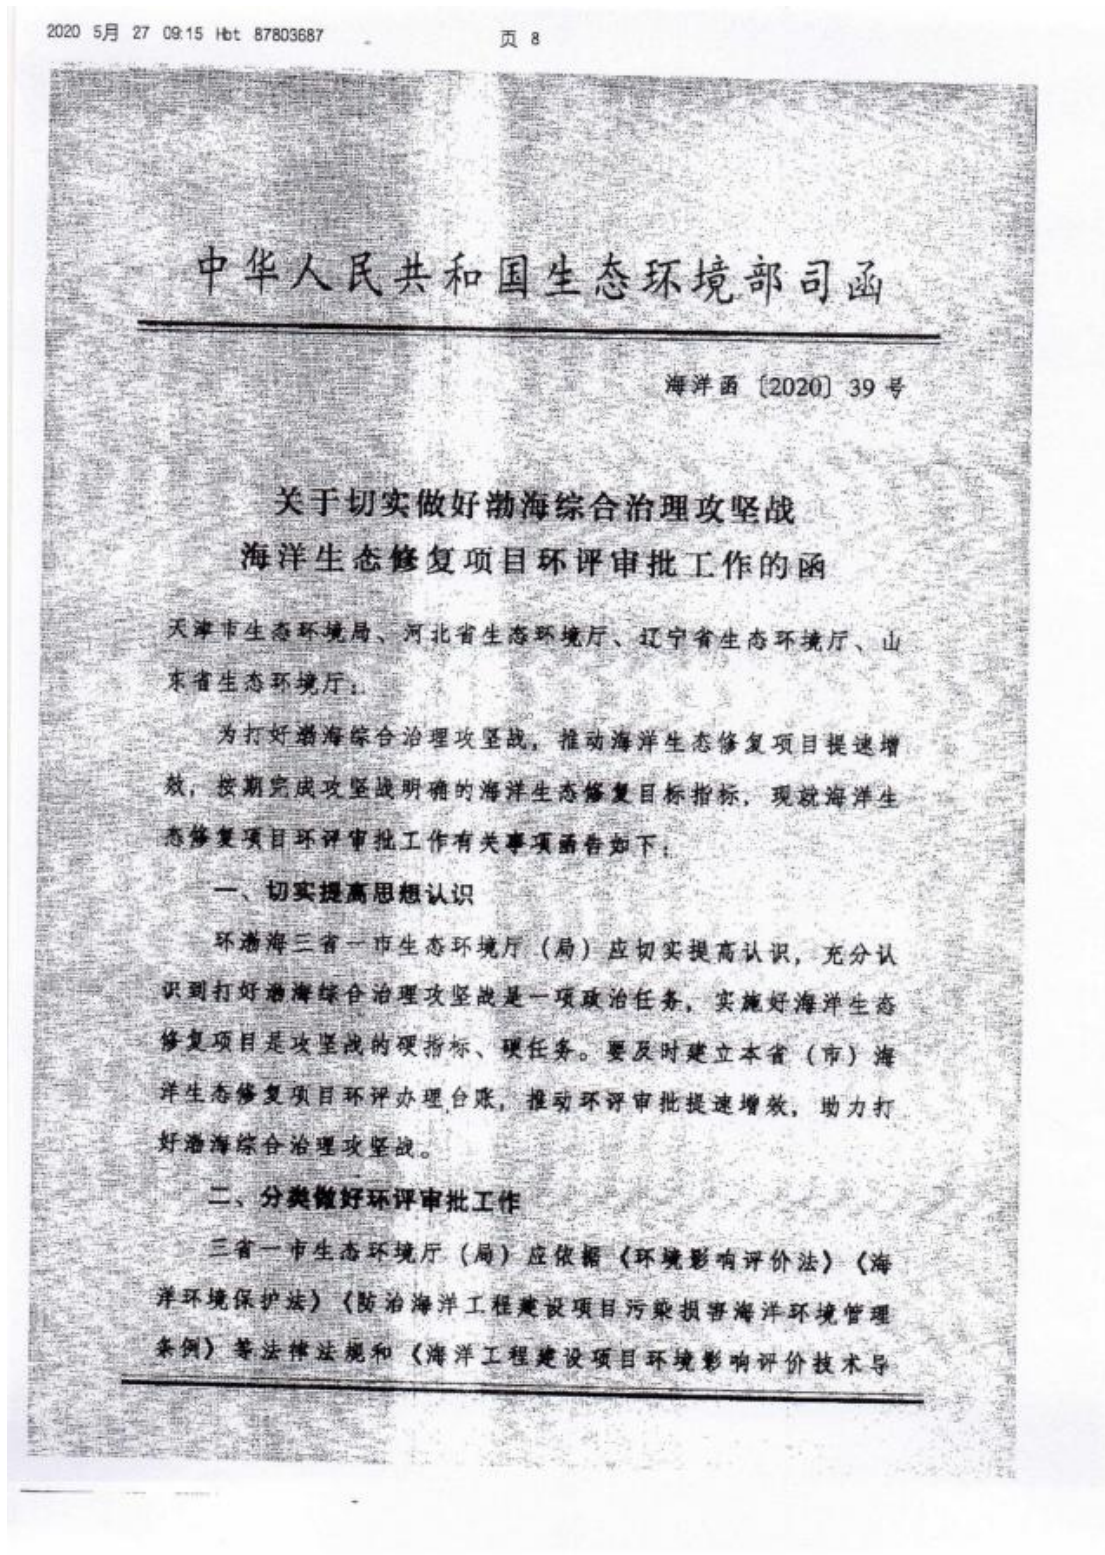 2020 5月 27 09:15 Hbt 87803687 页 8
中华人民共和国生态环境部司函
海洋函〔2020〕39 号
关于切实做好渤海综合治理攻坚战
海洋生态修复项目环评审批工作的函
天津市生态环境局、河北省生态环境厅、辽宁省生态环境厅、山
东省生态环境厅：
为打好渤海综合治理攻坚战，推动海洋生态修复项目提速增
效，按期完成攻坚战明确的海洋生态修复目标指标，现就海洋生
态修复项目环评审批工作有关事项函告如下：
一、切实提高思想认识
环渤海三省一市生态环境厅（局）应切实提高认识，充分认
识到打好渤海综合治理攻坚战是一项政治任务，实施好海洋生态
修复项目是攻坚战的硬指标、硬任务。要及时建立本省（市）海
洋生态修复项目环评办理台账，推动环评审批提速增效，助力打
好渤海综合治理攻坚战。
二、分类做好环评审批工作
三省一市生态环境厅（局）应依据《环境影响评价法》《海
洋环境保护法》《防治海洋工程建设项目污染损害海洋环境管理
条例》等法律法规和《海洋工程建设项目环境影响评价技术导